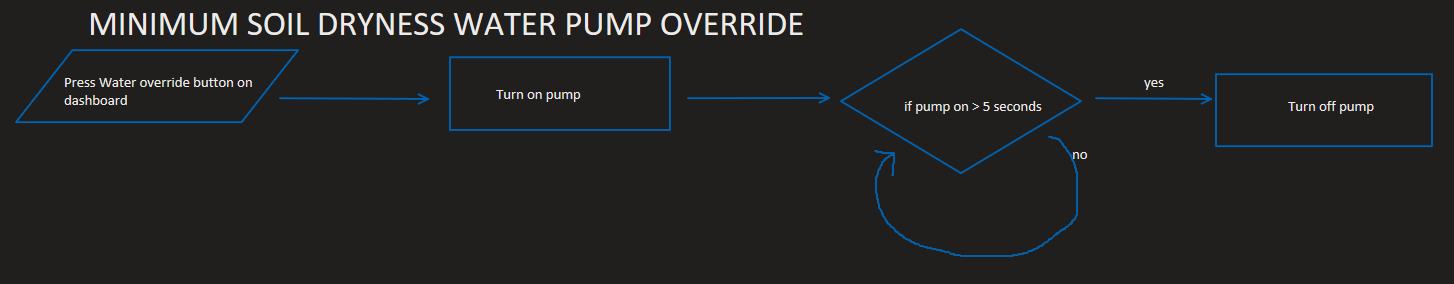 MINIMUM SOIL DRYNESS WATER PUMP OVERRIDE
Press Water override button on
dashboard
Turn on pump
if pump on > 5 seconds
yes
no
Turn off pump